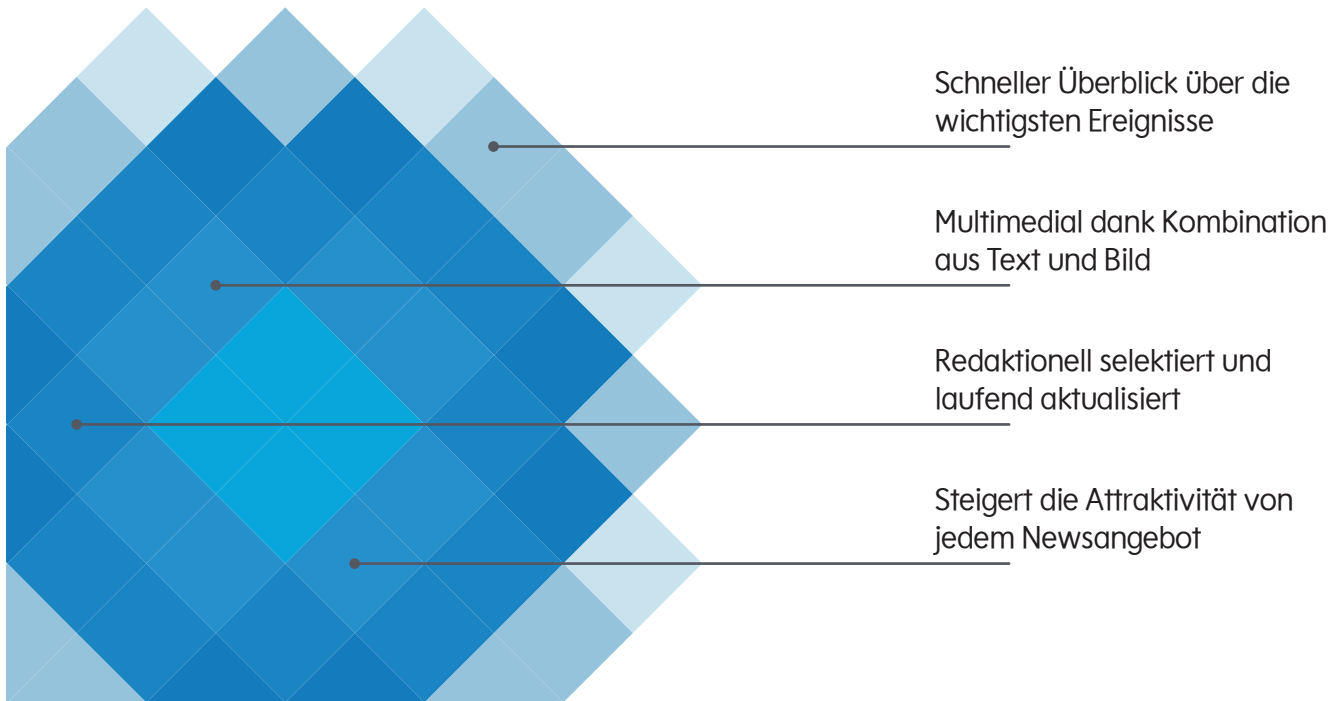 Schneller Überblick über die
wichtigsten Ereignisse
Multimedial dank Kombination
aus Text und Bild
Redaktionell selektiert und
laufend aktualisiert
Steigert die Attraktivität von
jedem Newsangebot